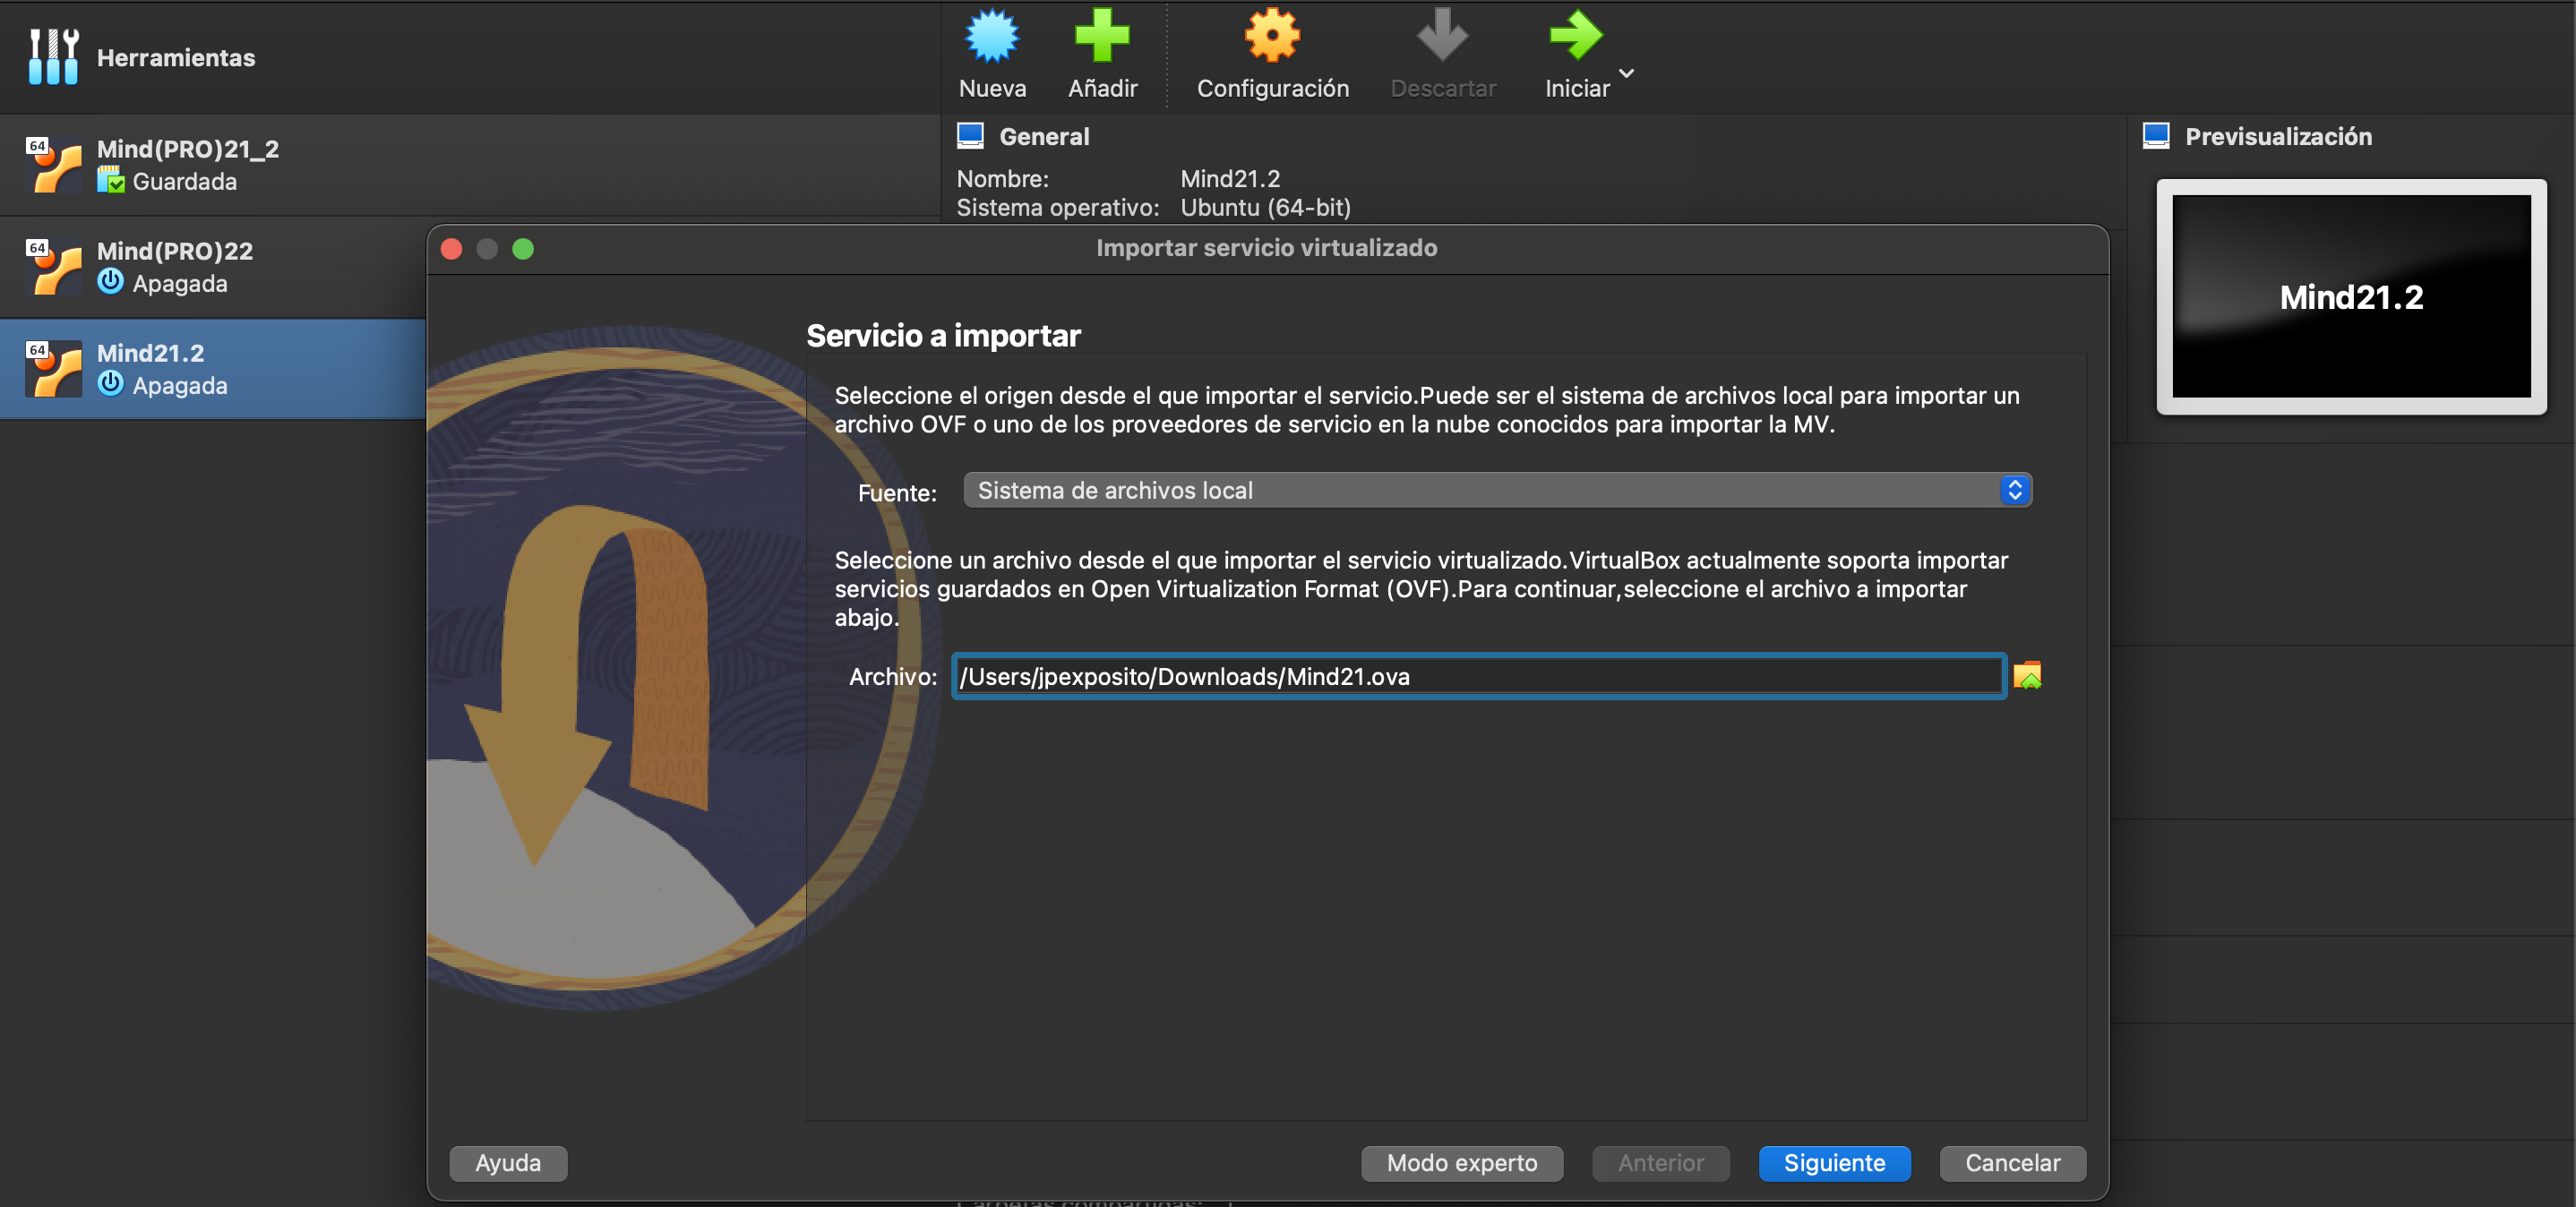 Herramientas
Nueva
Añadir
Configuración
Descartar
Iniciar
64
Mind(PRO)21_2
Guardada
64
Mind(PRO)22
Apagada
64
Mind21.2
Apagada
General
Nombre: Mind21.2
Sistema operativo: Ubuntu (64-bit)
Previsualización
Mind21.2
Importar servicio virtualizado
Servicio a importar
Seleccione el origen desde el que importar el servicio.Puede ser el sistema de archivos local para importar un
archivo OVF o uno de los proveedores de servicio en la nube conocidos para importar la MV.
Fuente: Sistema de archivos local
Seleccione un archivo desde el que importar el servicio virtualizado.VirtualBox actualmente soporta importar
servicios guardados en Open Virtualization Format (OVF).Para continuar,seleccione el archivo a importar
abajo.
Archivo: /Users/jpexposito/Downloads/Mind21.ova
Ayuda
Modo experto
Anterior
Siguiente
Cancelar
Carpetas compartidas: